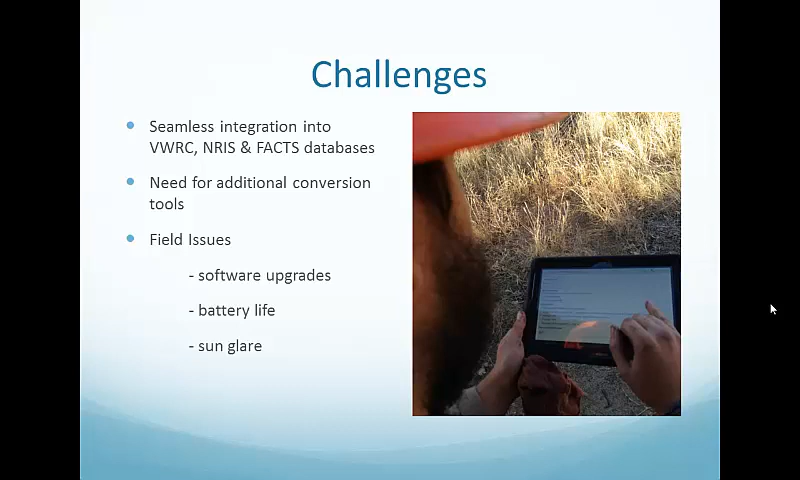 Challenges
Seamless integration into
VWRC, NRIS & FACTS databases
Need for additional conversion
tools
Field Issues
- software upgrades
- battery life
- sun glare